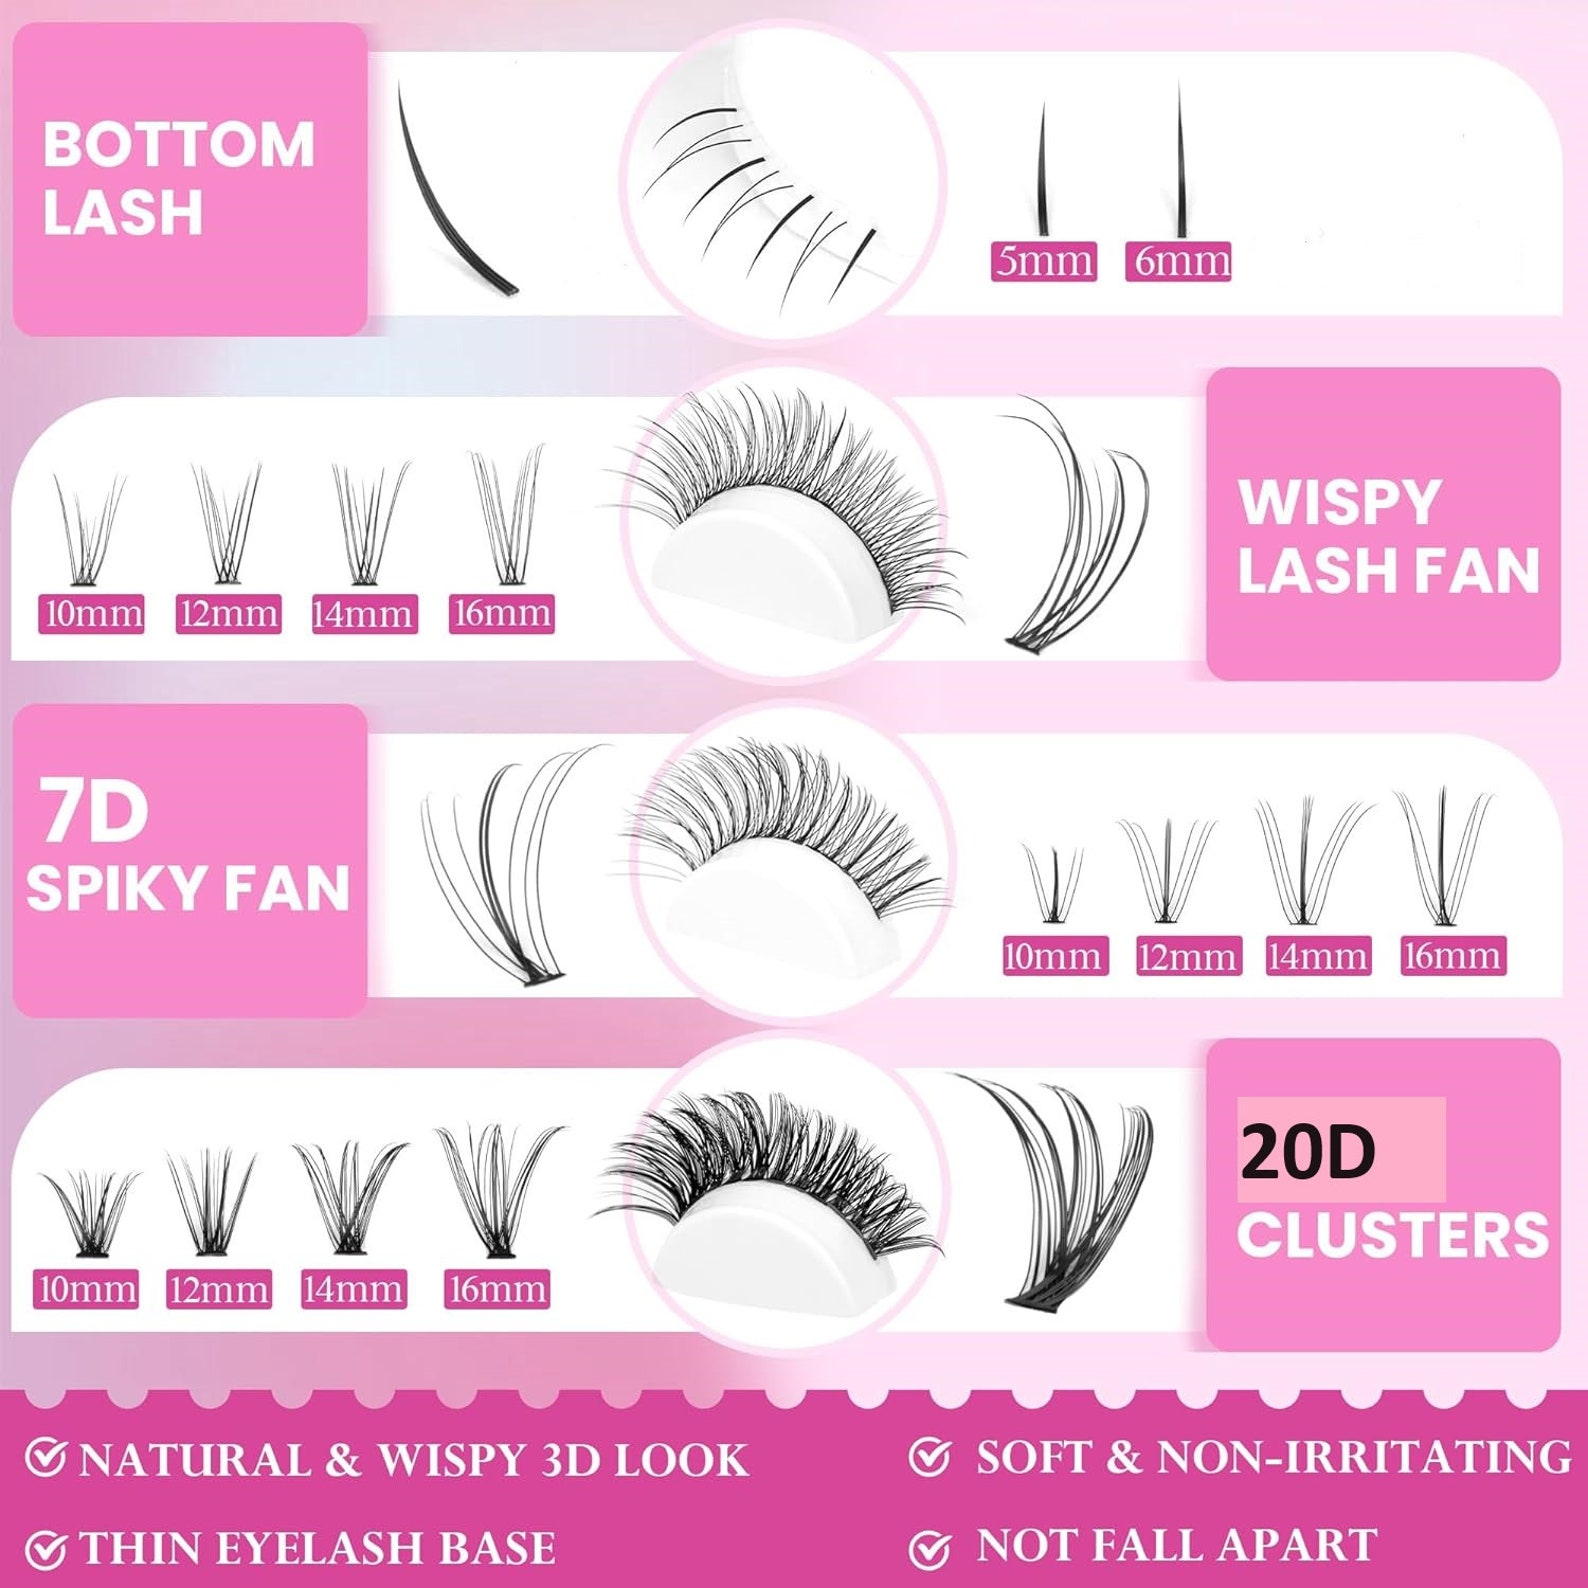 BOTTOM
LASH
5mm 6mm
10mm 12mm 14mm 16mm
WISPY
LASH FAN
7D
SPIKY FAN
10mm 12mm 14mm 16mm
10mm 12mm 14mm 16mm
20D
CLUSTERS
NATURAL & WISPY 3D LOOK
SOFT & NON-IRRITATING
THIN EYELASH BASE
NOT FALL APART